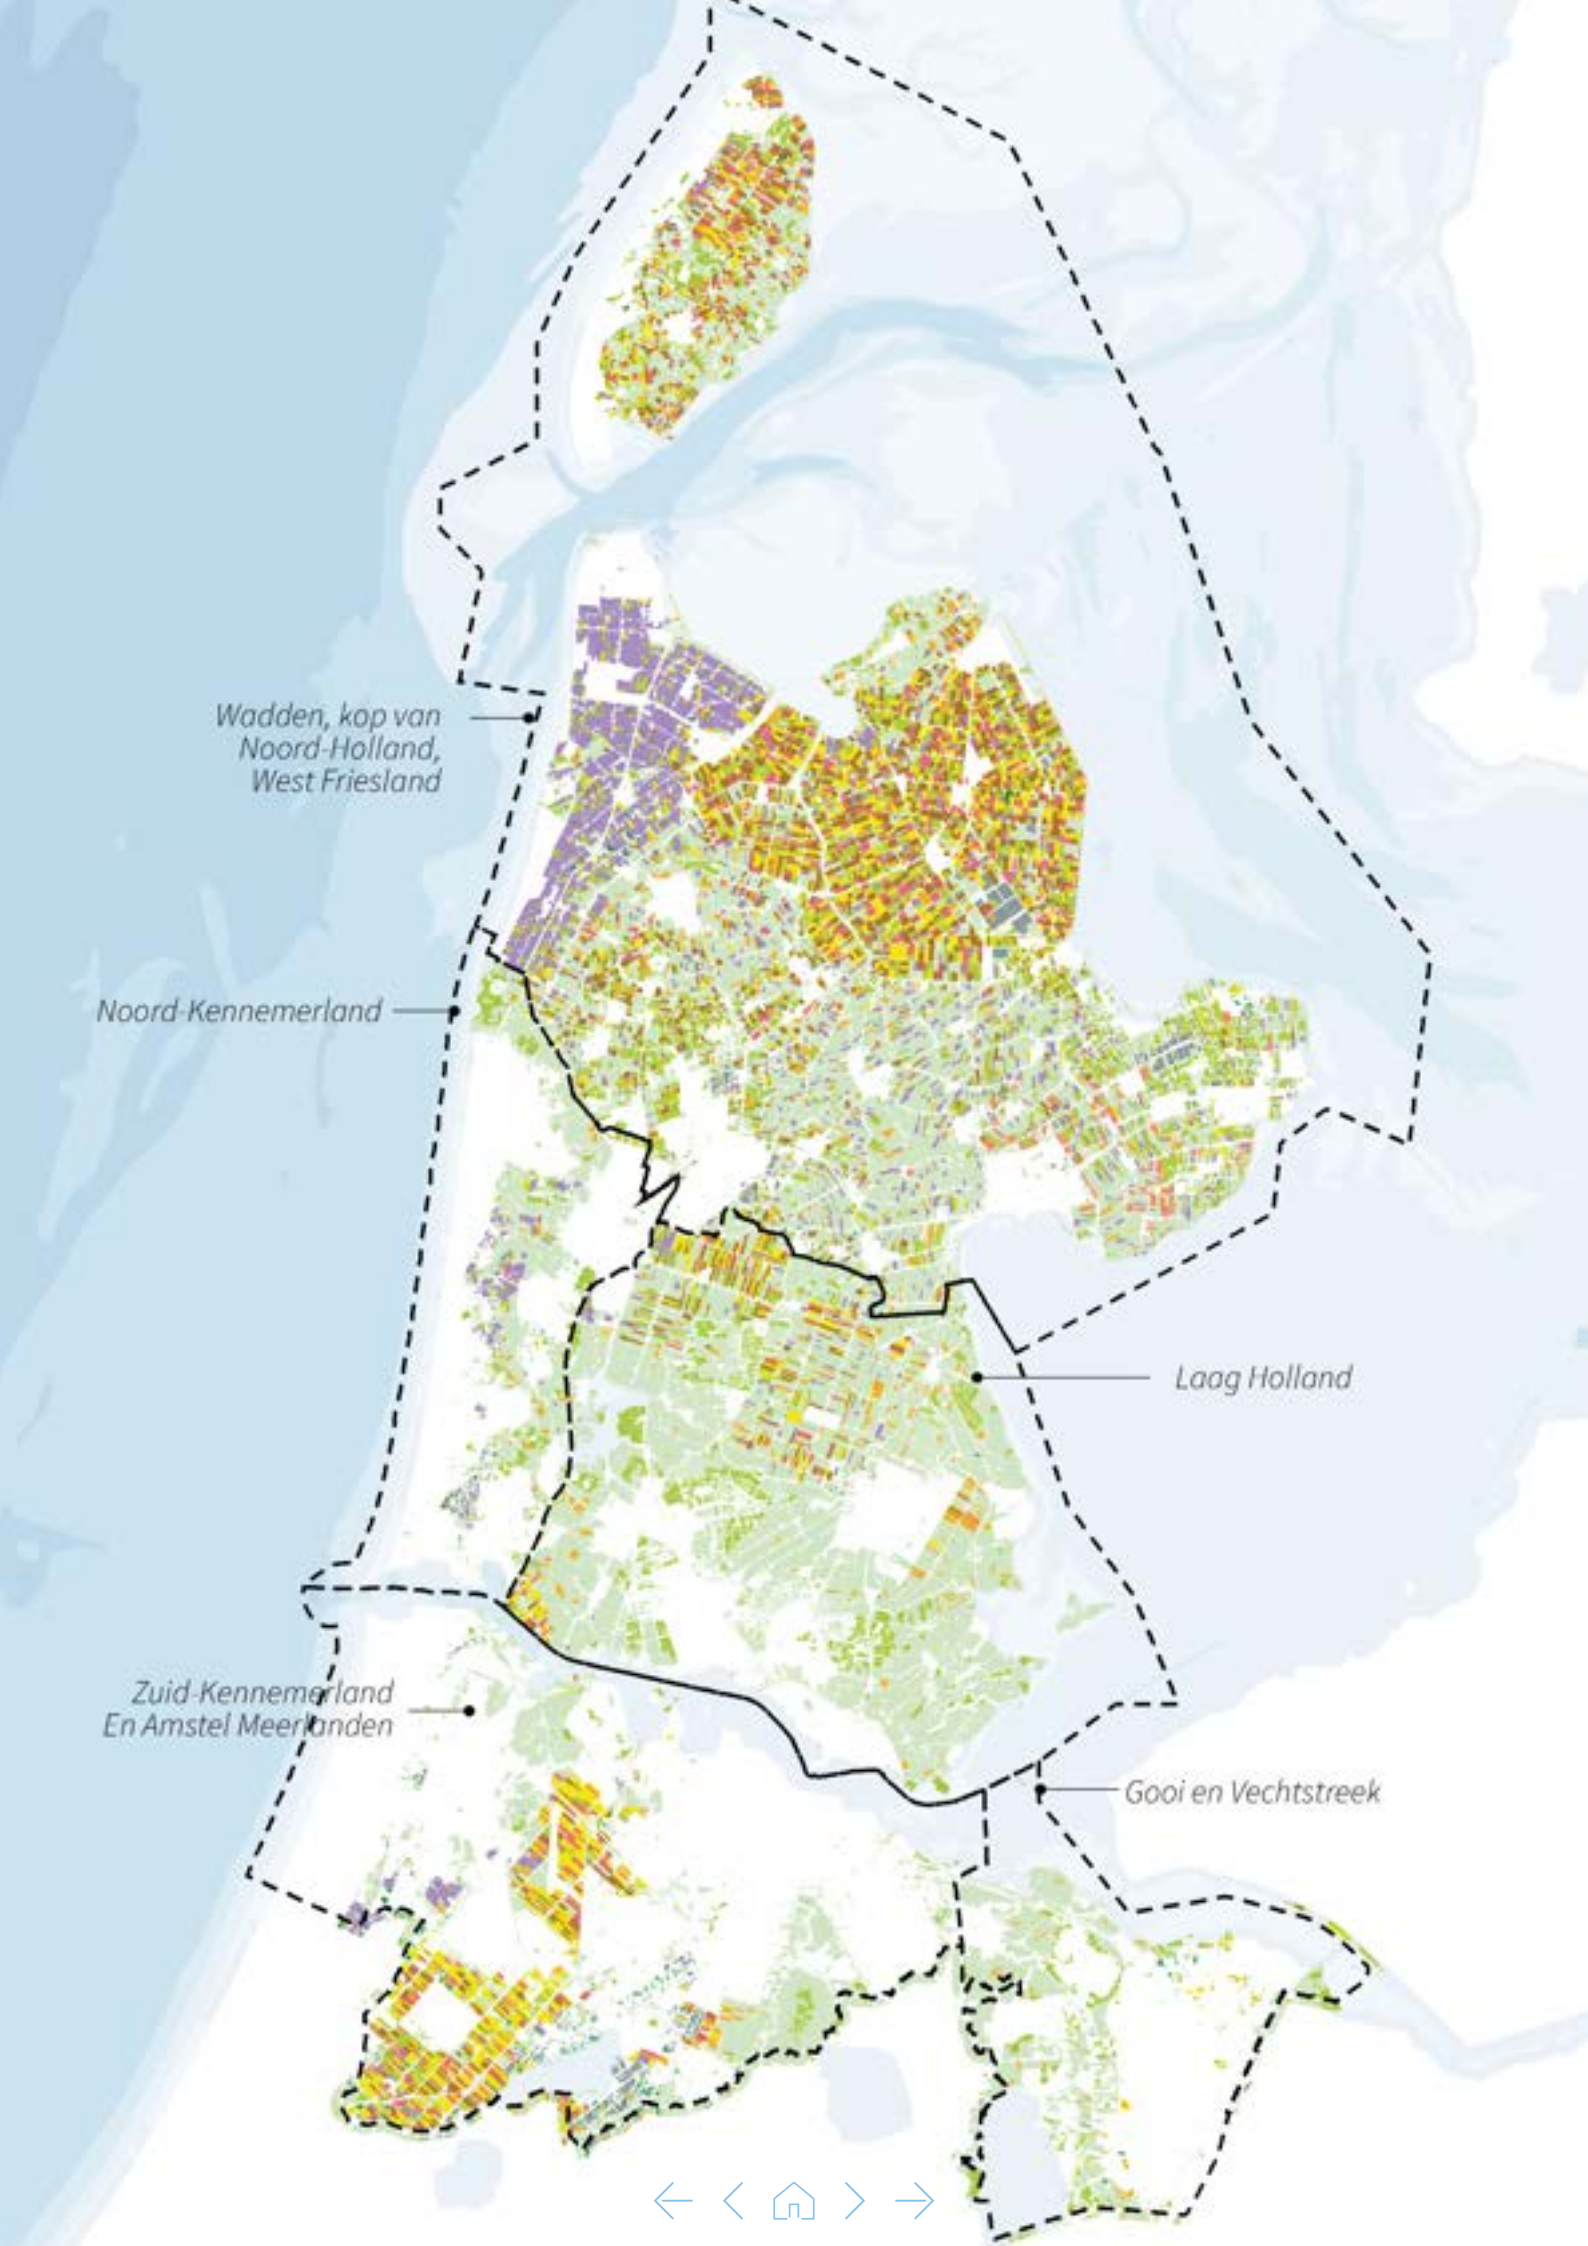 Wadden, kop van
Noord-Holland,
West Friesland
Noord-Kennemerland
Laag Holland
Zuid-Kennemerland
En Amstel Meerlanden
Gooi en Vechtstreek